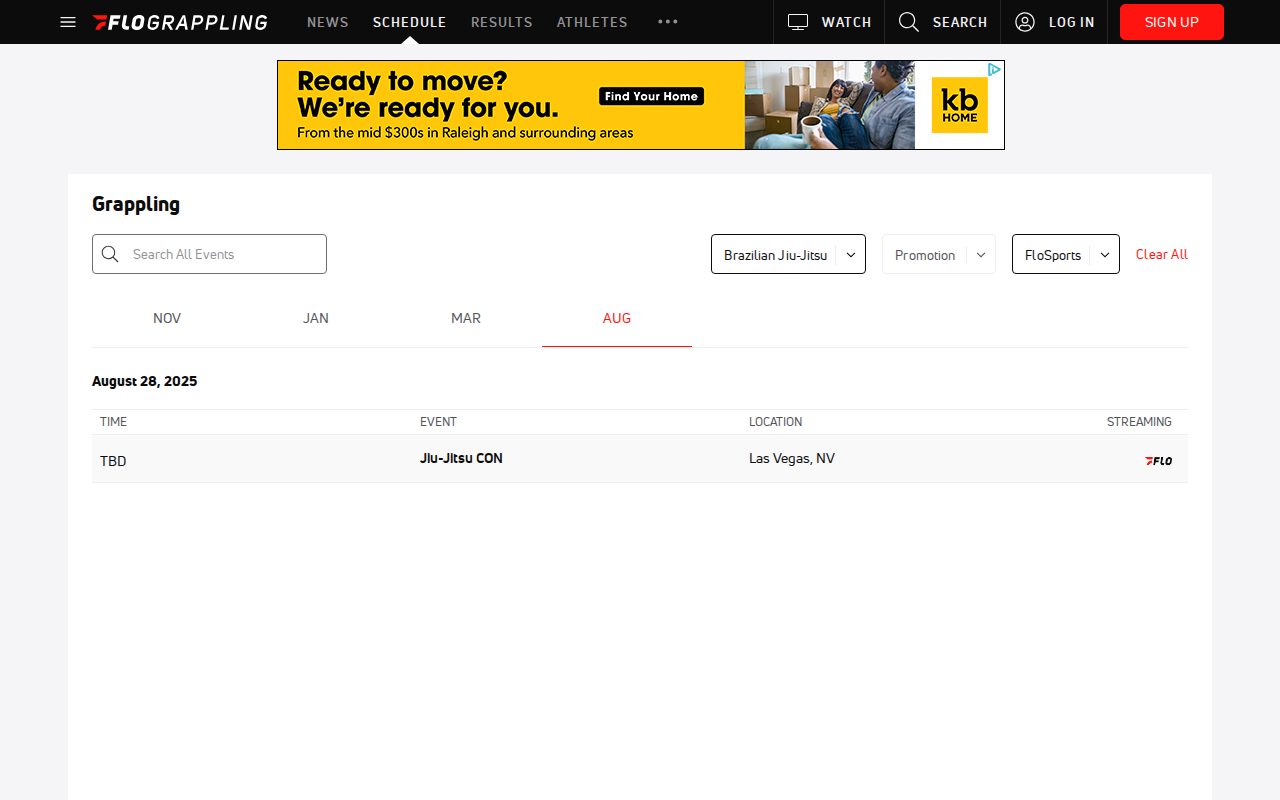 FLOGRAPPLING NEWS SCHEDULE RESULTS ATHLETES WATCH SEARCH LOG IN SIGN UP
Ready to move?
We're ready for you.
From the mid $300s in Raleigh and surrounding areas
Find Your Home
kb
HOME
Grappling
Search All Events Brazilian Jiu-Jitsu Promotion FloSports Clear All
NOV JAN MAR AUG
August 28, 2025
TIME EVENT LOCATION STREAMING
TBD Jiu-Jitsu CON Las Vegas, NV FLO